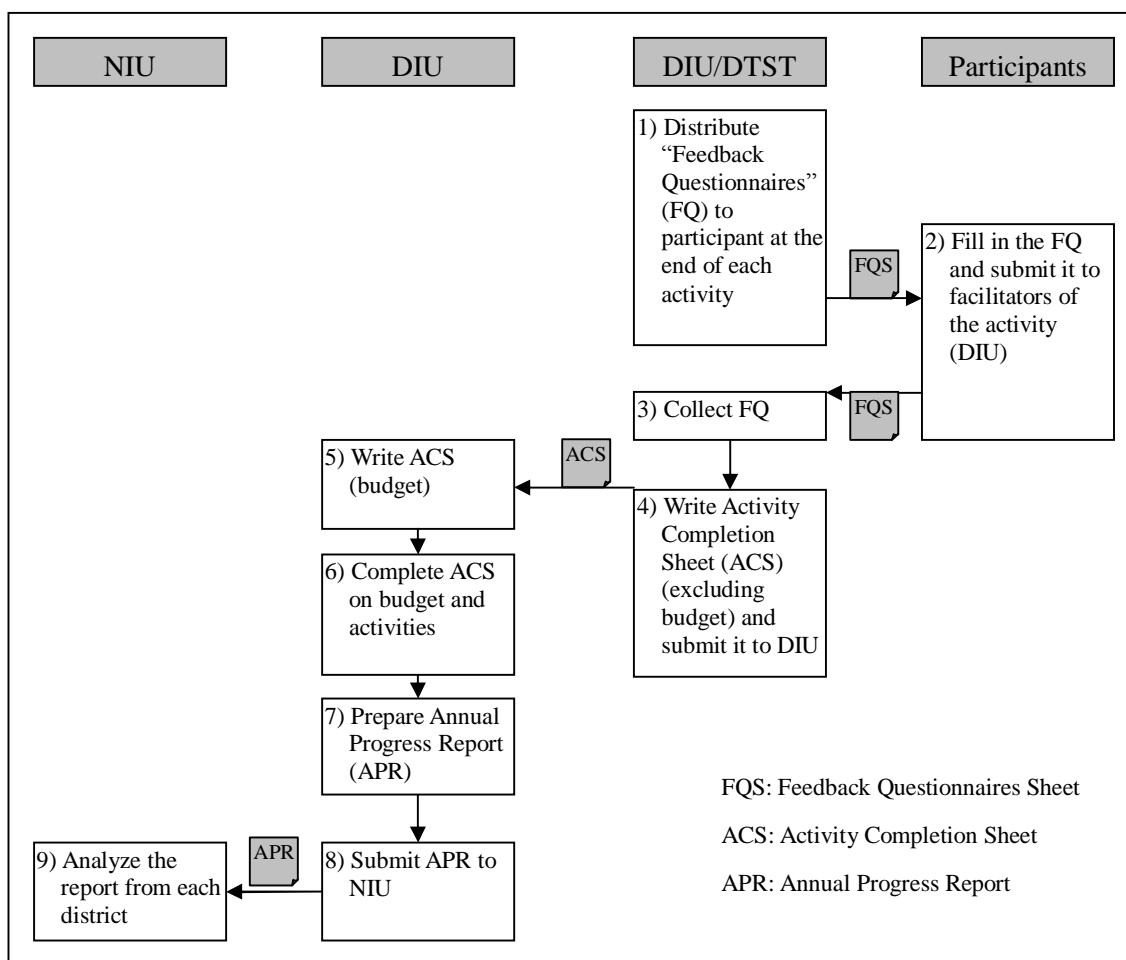 NIU
DIU
DIU/DTST
Participants
1) Distribute
“Feedback
Questionnaires”
(FQ) to
participant at the
end of each
activity
FQS
2) Fill in the FQ
and submit it to
facilitators of
the activity
(DIU)
FQS
3) Collect FQ
4) Write Activity
Completion
Sheet (ACS)
(excluding
budget) and
submit it to DIU
ACS
5) Write ACS
(budget)
6) Complete ACS
on budget and
activities
7) Prepare Annual
Progress Report
(APR)
8) Submit APR to
NIU
APR
9) Analyze the
report from each
district
FQS: Feedback Questionnaires Sheet
ACS: Activity Completion Sheet
APR: Annual Progress Report